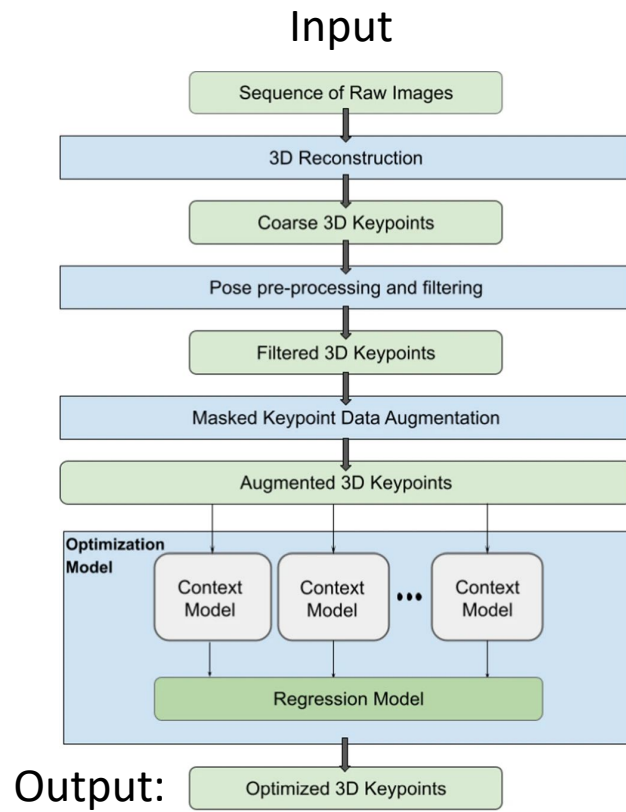 Input
Sequence of Raw Images
3D Reconstruction
Coarse 3D Keypoints
Pose pre-processing and filtering
Filtered 3D Keypoints
Masked Keypoint Data Augmentation
Augmented 3D Keypoints
Optimization
Model
Context
Model
Context
Model
•••
Context
Model
Regression Model
Output:
Optimized 3D Keypoints